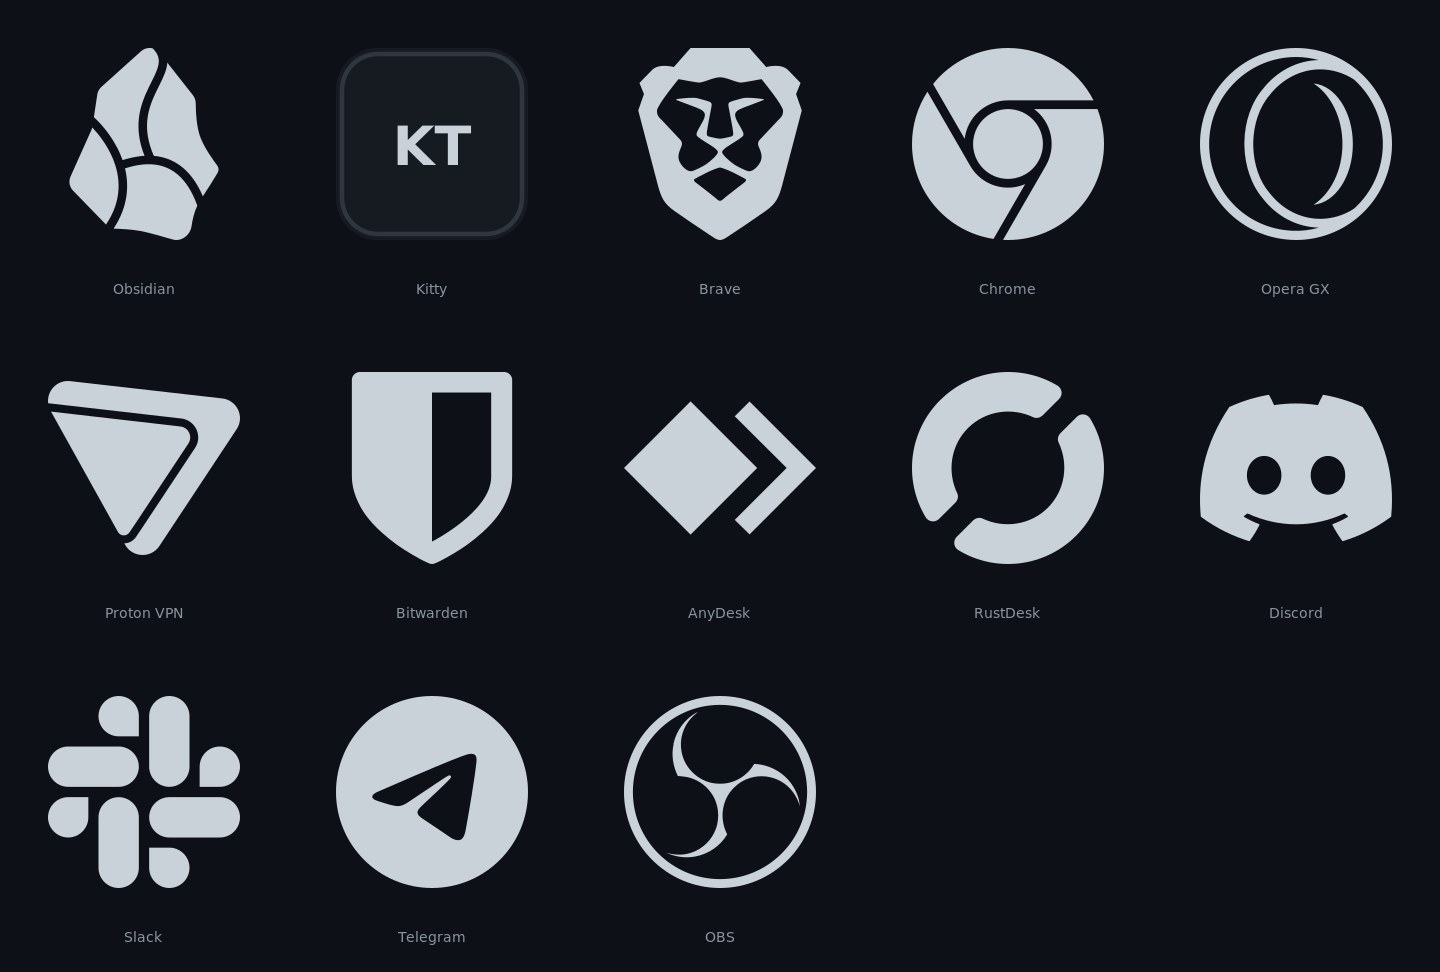 KT
Obsidian
Kitty
Brave
Chrome
Opera GX
Proton VPN
Bitwarden
AnyDesk
RustDesk
Discord
Slack
Telegram
OBS